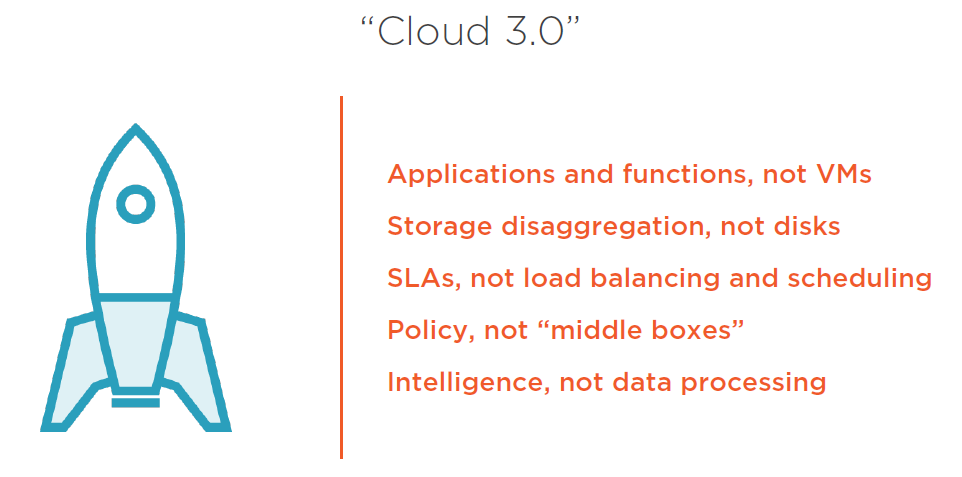 “Cloud 3.0”
Applications and functions, not VMs
Storage disaggregation, not disks
SLAs, not load balancing and scheduling
Policy, not “middle boxes”
Intelligence, not data processing